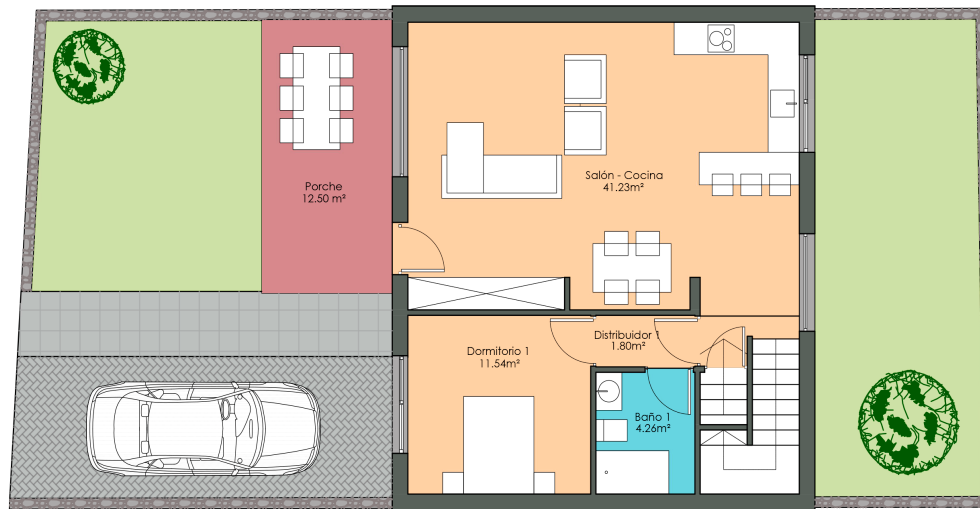 Salón - Cocina
41.23m²
Porche
12.50 m²
Distribuidor 1
1.80m²
Dormitorio 1
11.54m²
Baño 1
4.26m²